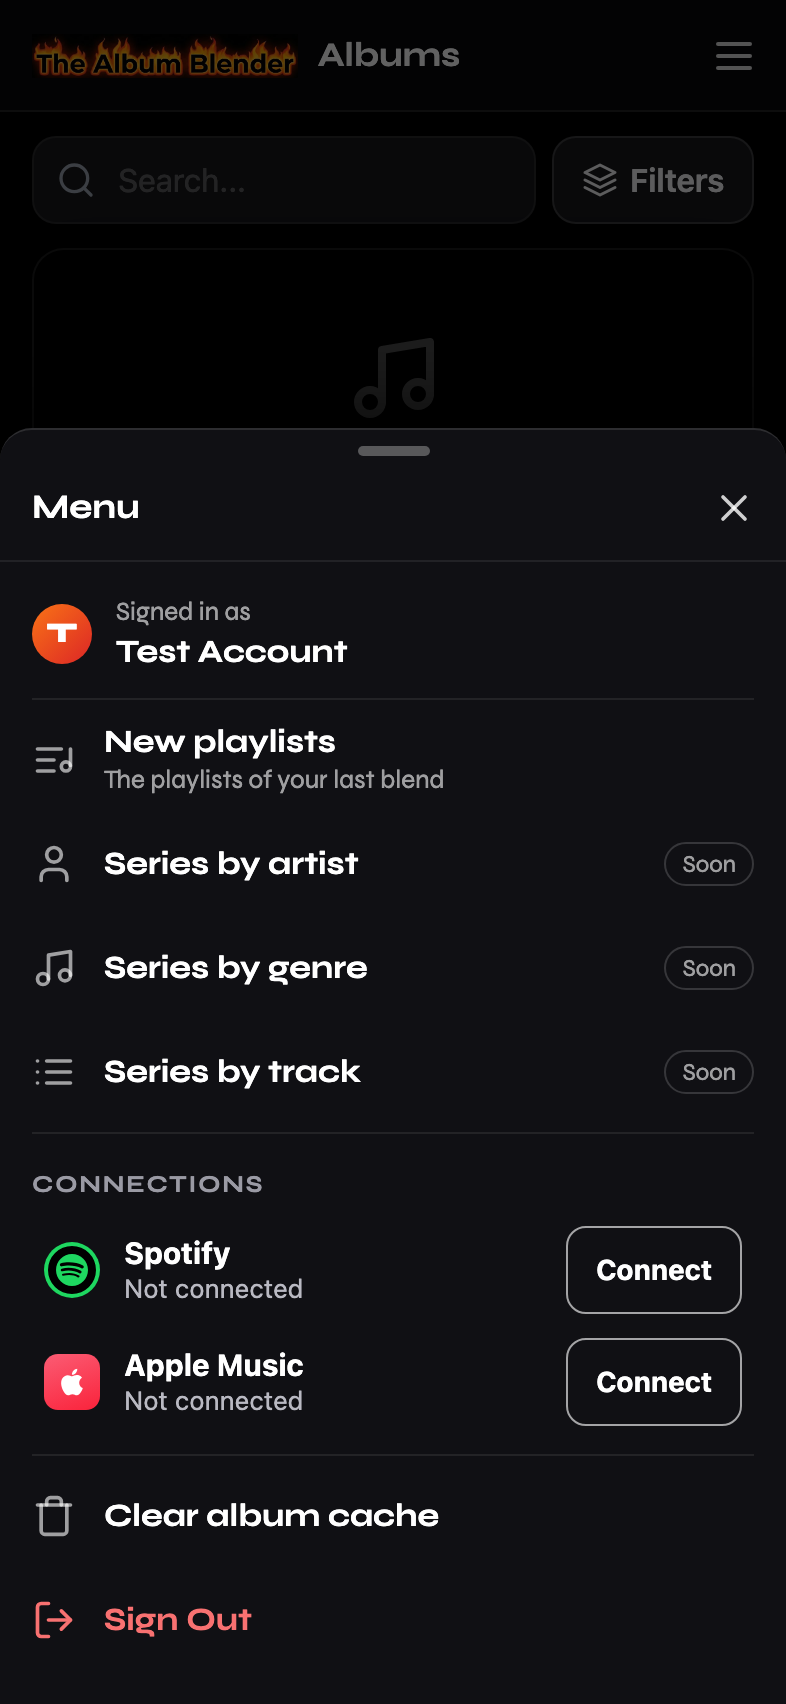 The Album Blender
Albums
Search...
Filters
Menu
Signed in as
T
Test Account
New playlists
The playlists of your last blend
Series by artist
Soon
Series by genre
Soon
Series by track
Soon
CONNECTIONS
Spotify
Not connected
Connect
Apple Music
Not connected
Connect
Clear album cache
Sign Out